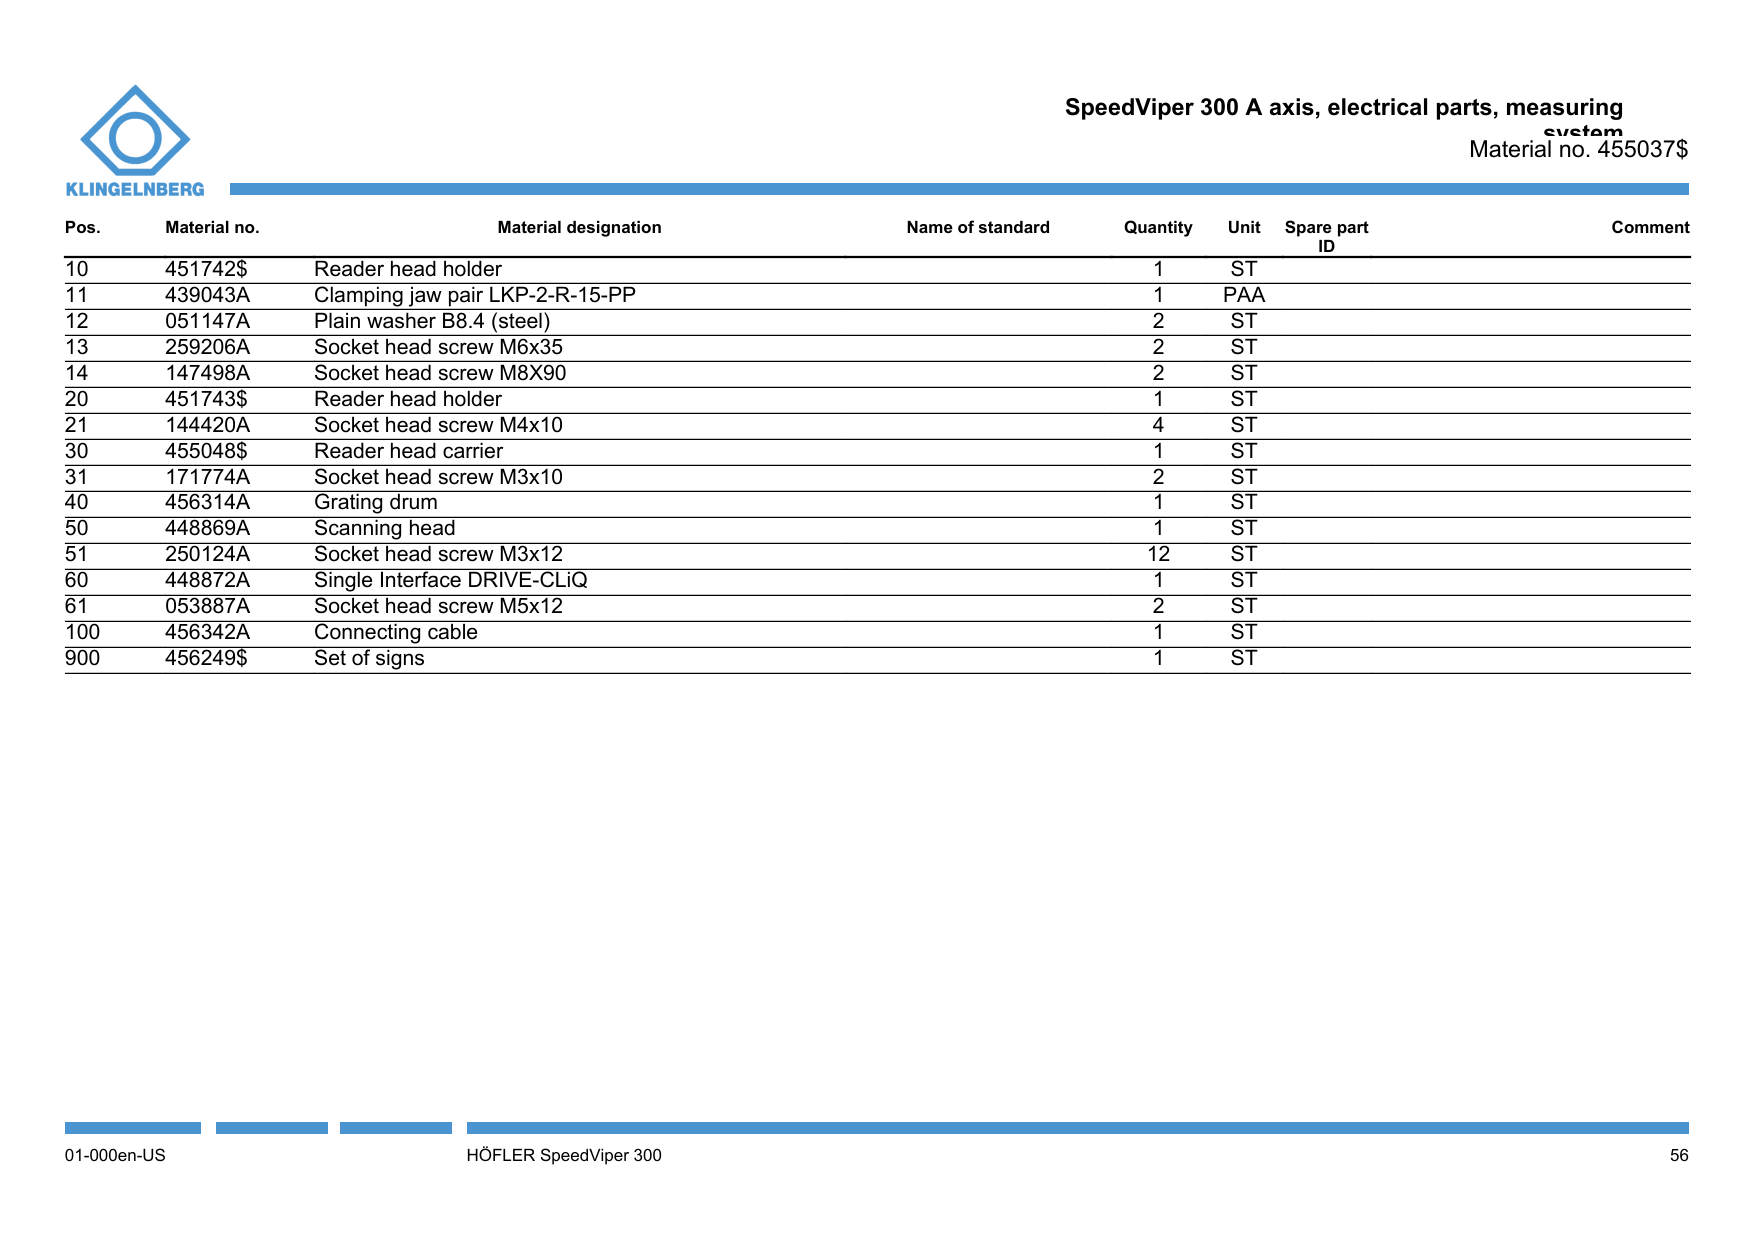 KLINGELNBERG
SpeedViper 300 A axis, electrical parts, measuring
system
Material no. 455037$
Pos. Material no. Material designation Name of standard Quantity Unit Spare part ID Comment
10 451742$ Reader head holder 1 ST
11 439043A Clamping jaw pair LKP-2-R-15-PP 1 PAA
12 051147A Plain washer B8.4 (steel) 2 ST
13 259206A Socket head screw M6x35 2 ST
14 147498A Socket head screw M8X90 2 ST
20 451743$ Reader head holder 1 ST
21 144420A Socket head screw M4x10 4 ST
30 455048$ Reader head carrier 1 ST
31 171774A Socket head screw M3x10 2 ST
40 456314A Grating drum 1 ST
50 448869A Scanning head 1 ST
51 250124A Socket head screw M3x12 12 ST
60 448872A Single Interface DRIVE-CLiQ 1 ST
61 053887A Socket head screw M5x12 2 ST
100 456342A Connecting cable 1 ST
900 456249$ Set of signs 1 ST
01-000en-US HÖFLER SpeedViper 300 56